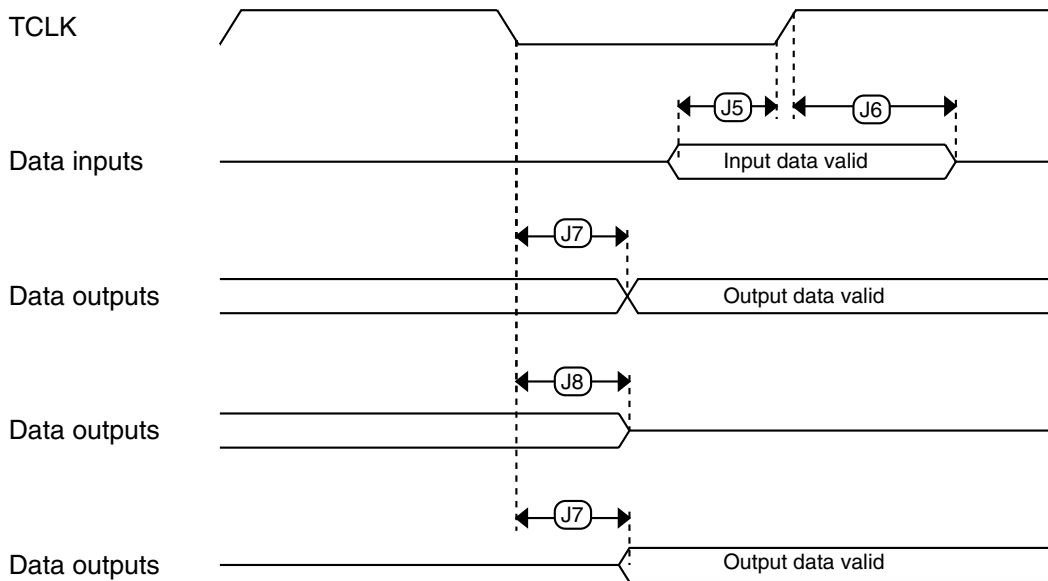 TCLK
J5
J6
Data inputs
Input data valid
J7
Data outputs
Output data valid
J8
Data outputs
J7
Data outputs
Output data valid